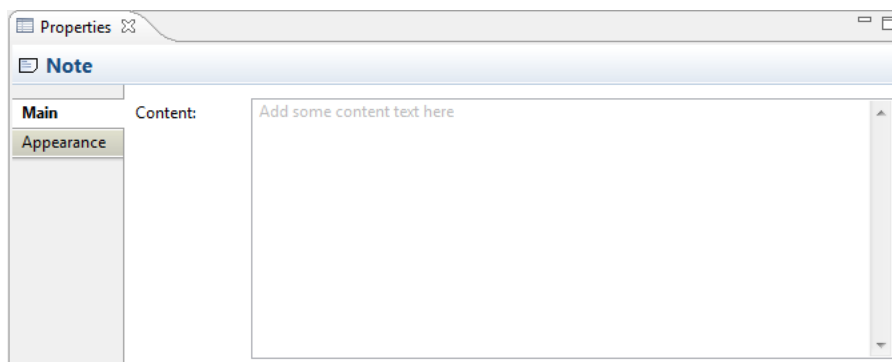 Properties
Note
Main
Content:
Add some content text here
Appearance